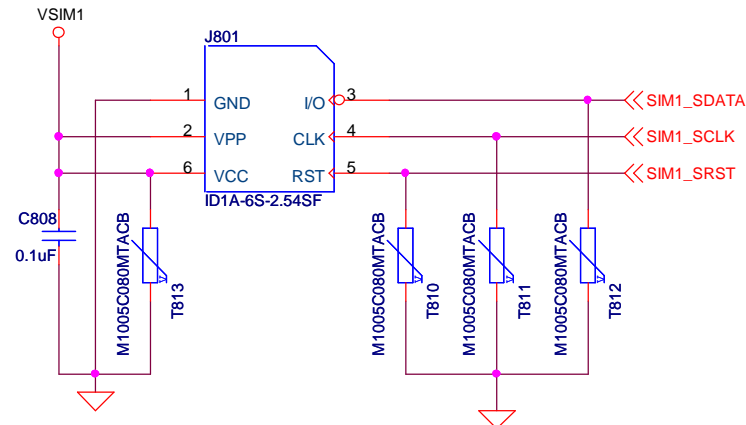 VSIM1
J801
1
GND
I/O
3
SIM1_SDATA
2
VPP
CLK
4
SIM1_SCLK
6
VCC
RST
5
SIM1_SRST
ID1A-6S-2.54SF
C808
0.1uF
M1005C080MTACB
V
T813
M1005C080MTACB
V
T810
M1005C080MTACB
V
T811
M1005C080MTACB
V
T812